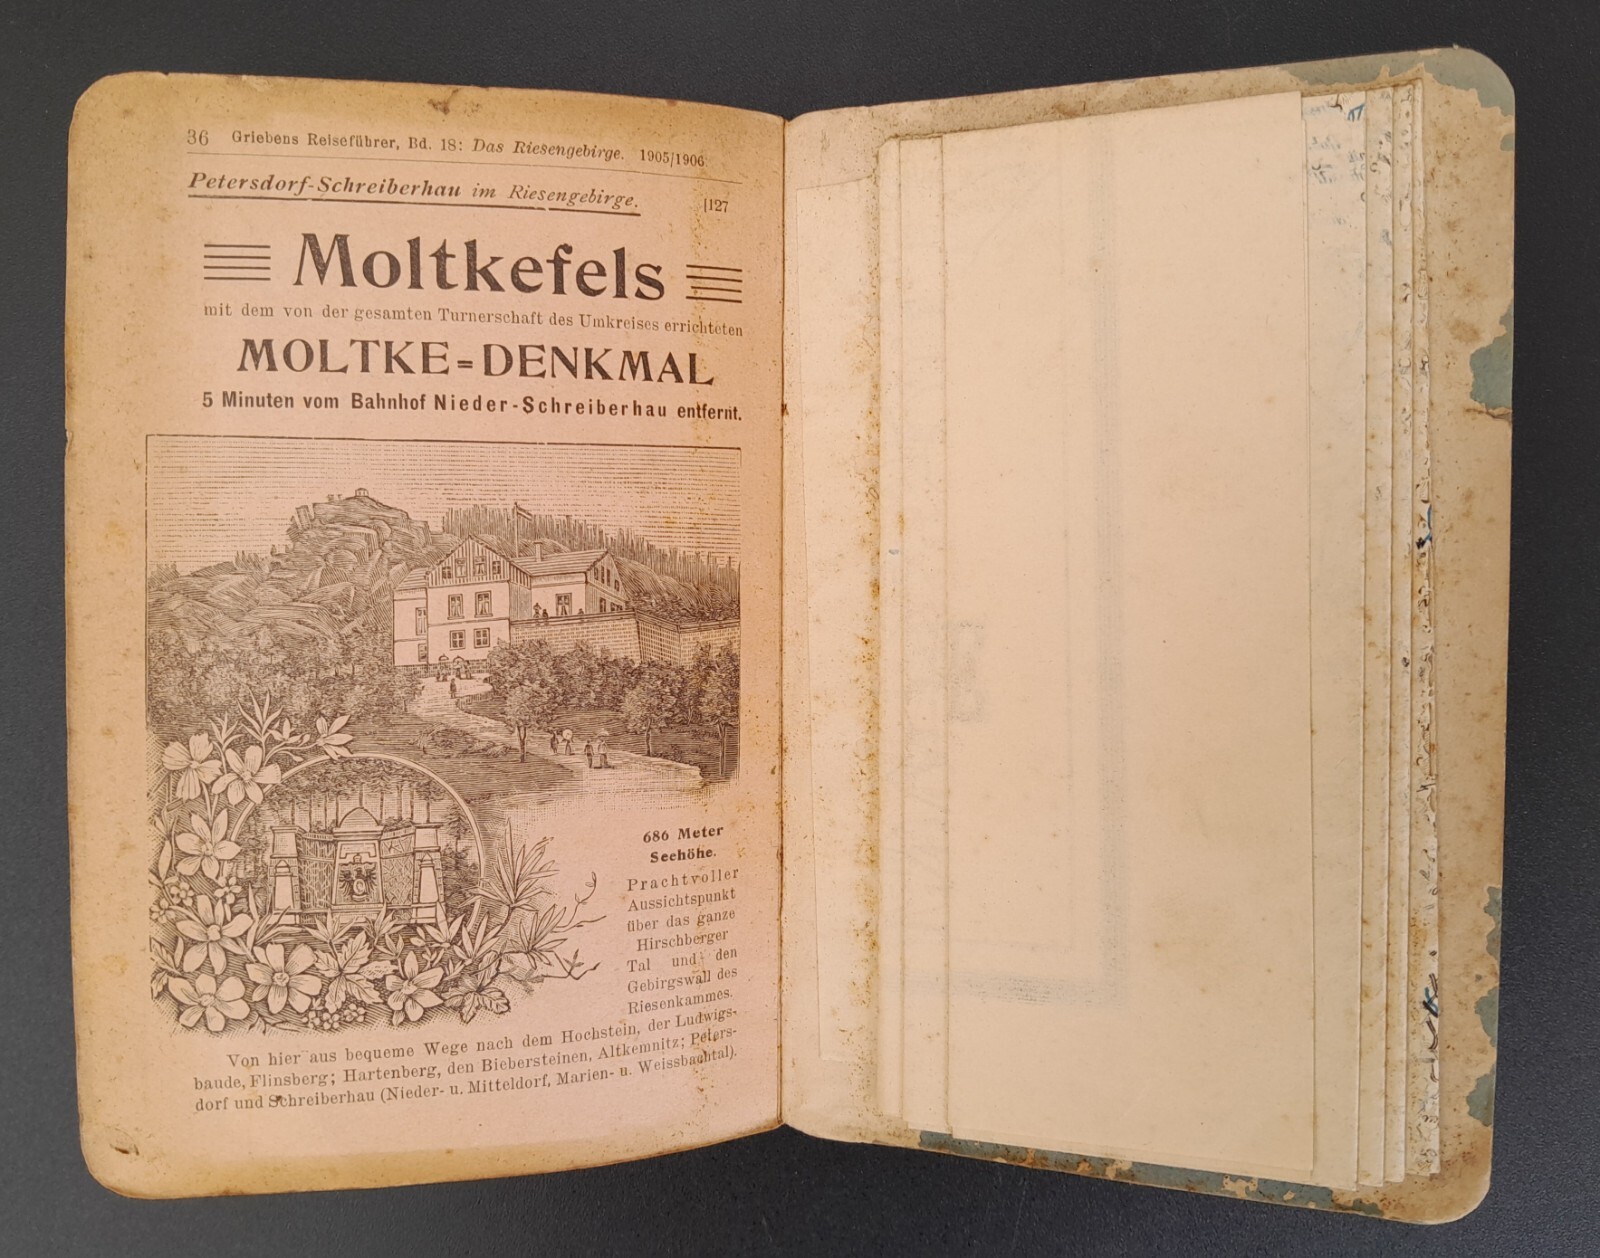 36 Griebens Reiseführer, Bd. 18: Das Riesengebirge. 1905/1906
Petersdorf-Schreiberhau im Riesengebirge. [127
Moltkefels
mit dem von der gesamten Turnerschaft des Umkreises errichteten
MOLTKE=DENKMAL
5 Minuten vom Bahnhof Nieder-Schreiberhau entfernt.
686 Meter
Seehöhe.
Prachtvoller
Aussichtspunkt
über das ganze
Hirschberger
Tal und den
Gebirgswall des
Riesenkammes.
Von hier aus bequeme Wege nach dem Hochstein, der Ludwigs-
baude, Flinsberg; Hartenberg, den Biebersteinen, Altkemnitz; Peters-
dorf und Schreiberhau (Nieder- u. Mitteldorf, Marien- u. Weissbachtal).